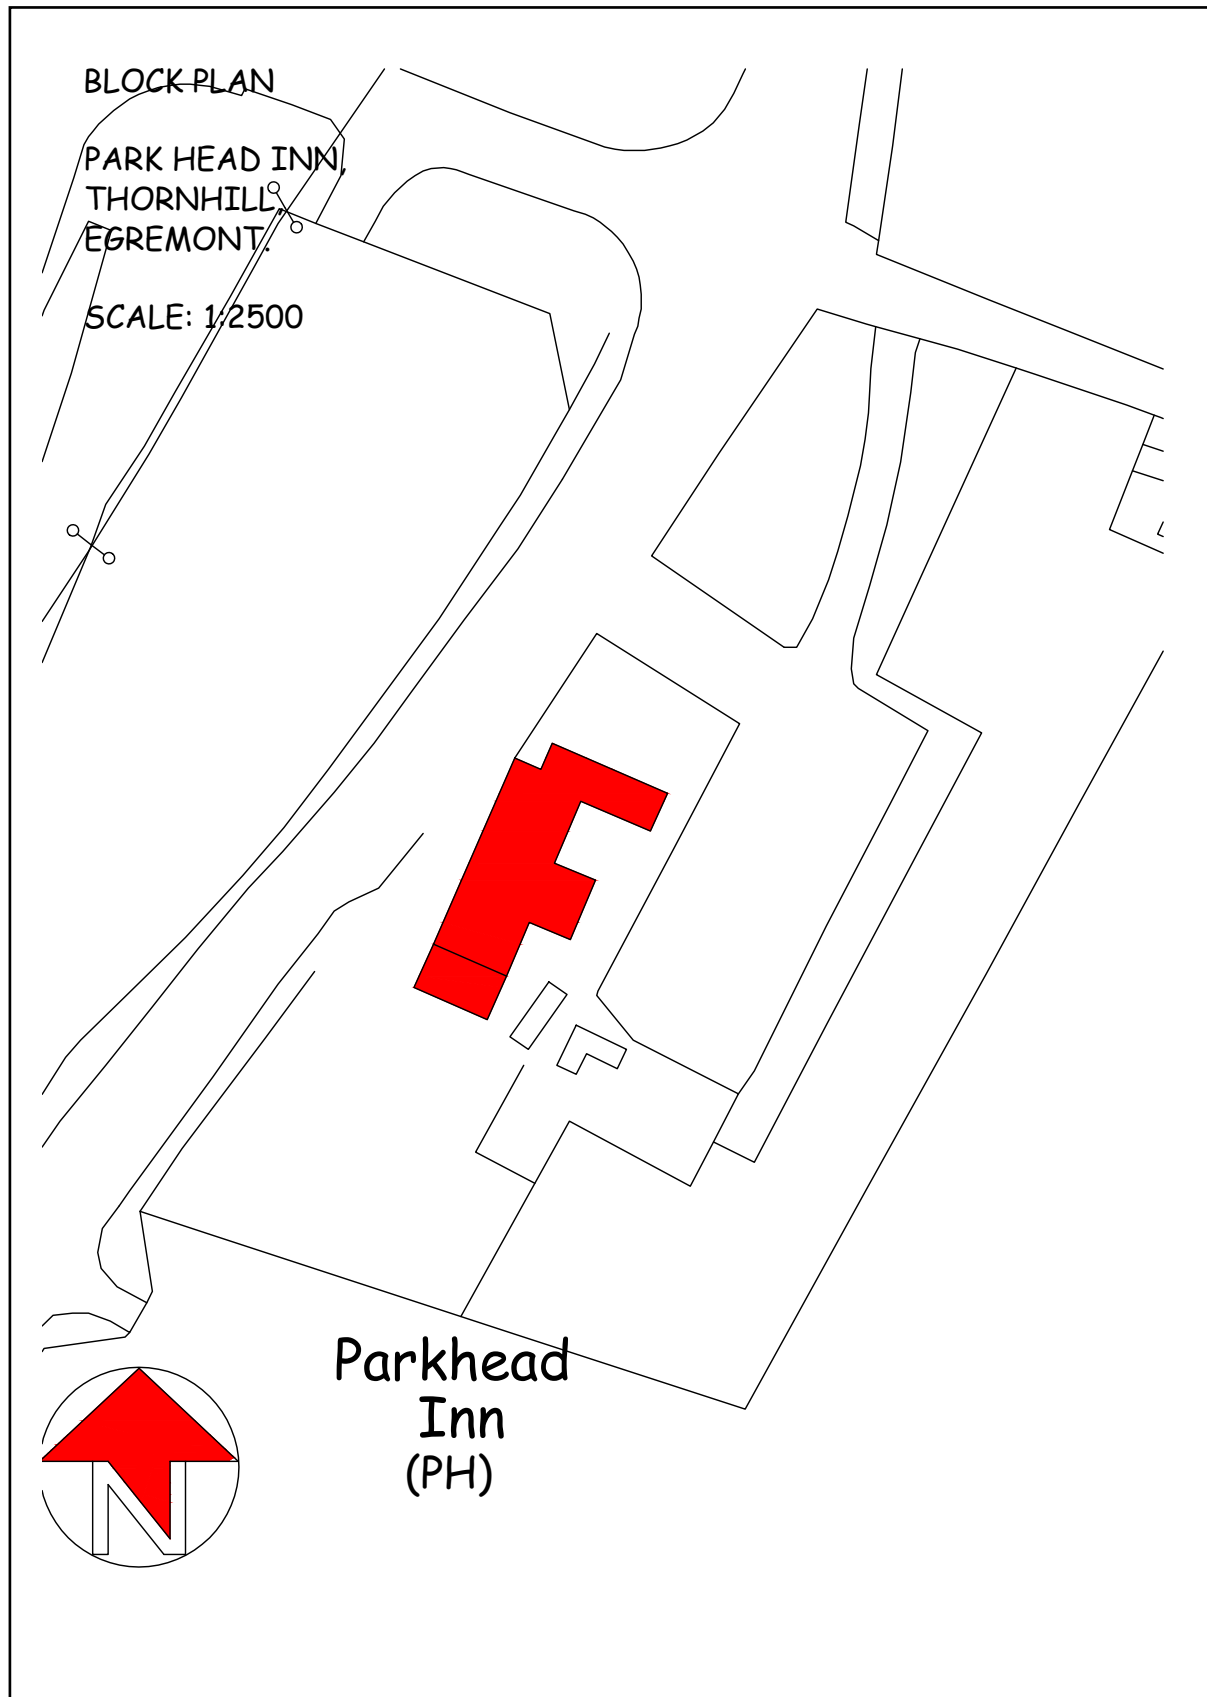 BLOCK PLAN
PARK HEAD INN,
THORNHILL,
EGREMONT.
SCALE: 1:2500
Parkhead
Inn
(PH)
N